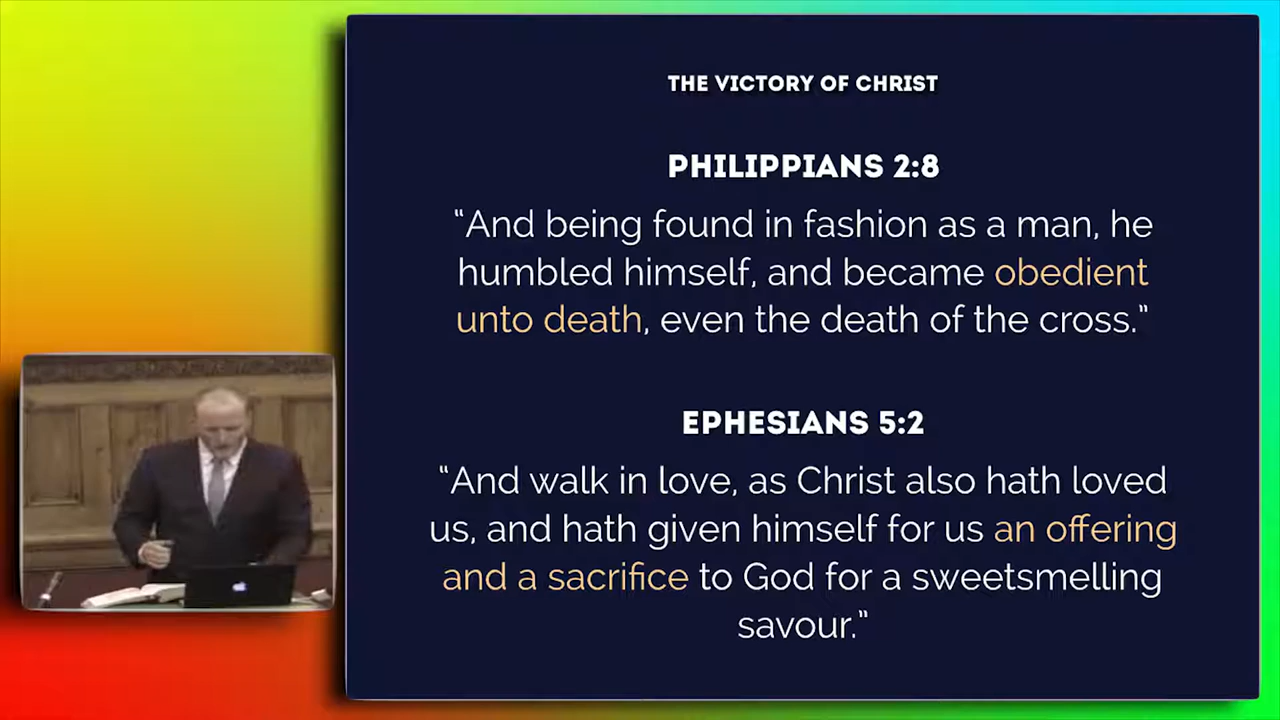 THE VICTORY OF CHRIST
PHILIPPIANS 2:8
“And being found in fashion as a man, he
humbled himself, and became obedient
unto death, even the death of the cross.”
EPHESIANS 5:2
“And walk in love, as Christ also hath loved
us, and hath given himself for us an offering
and a sacrifice to God for a sweetsmelling
savour.”